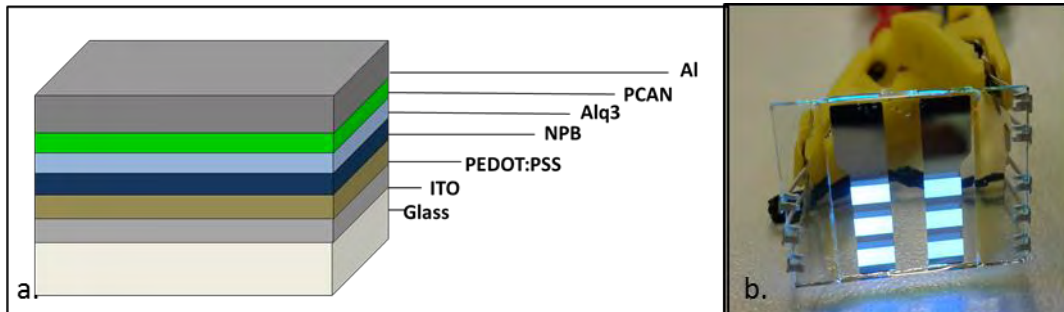 Al
PCAN
Alq3
NPB
PEDOT:PSS
ITO
Glass
a.
b.